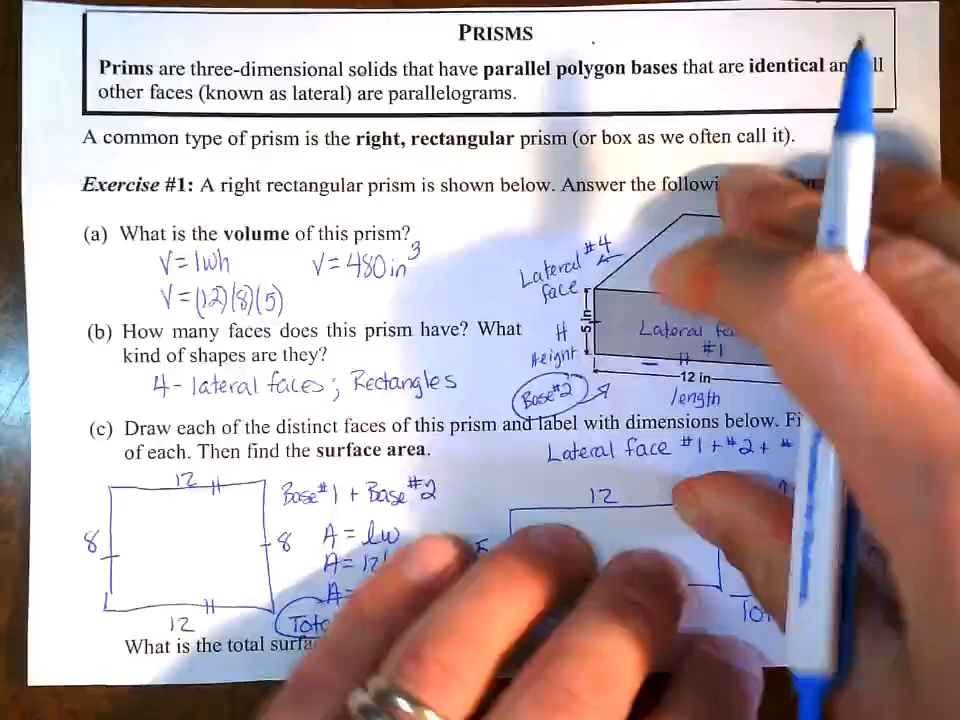 PRISMS
Prims are three-dimensional solids that have parallel polygon bases that are identical
other faces (known as lateral) are parallelograms.
A common type of prism is the right, rectangular prism (or box as we often call it).
Exercise #1: A right rectangular prism is shown below. Answer the
(a) What is the volume of this prism?
V = lwh
V = 480 in³
V = (12)(8)(5)
Lateral #4
face
5 in
H
Height
Lateral
#1
(b) How many faces does this prism have? What
kind of shapes are they?
4 - lateral faces; Rectangles
Base #2
12 in
length
(c) Draw each of the distinct faces of this prism and label with dimensions below.
of each. Then find the surface area.
Lateral face #1 + #2 +
12
Base #1 + Base #2
12
8
8
A = lw
A =
A =
12
What is the total